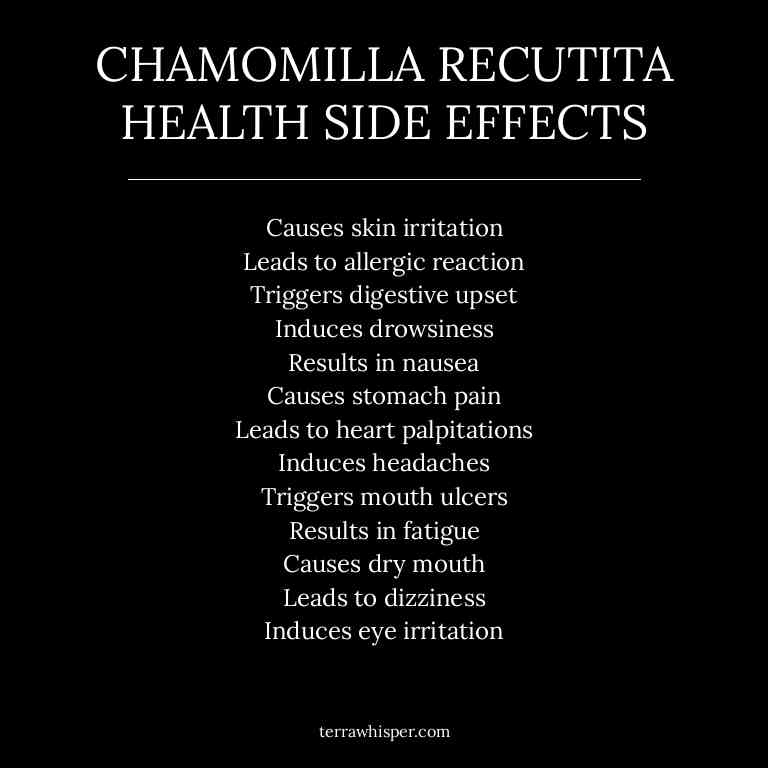 CHAMOMILLA RECUTITA
HEALTH SIDE EFFECTS
Causes skin irritation
Leads to allergic reaction
Triggers digestive upset
Induces drowsiness
Results in nausea
Causes stomach pain
Leads to heart palpitations
Induces headaches
Triggers mouth ulcers
Results in fatigue
Causes dry mouth
Leads to dizziness
Induces eye irritation
terrawhisper.com